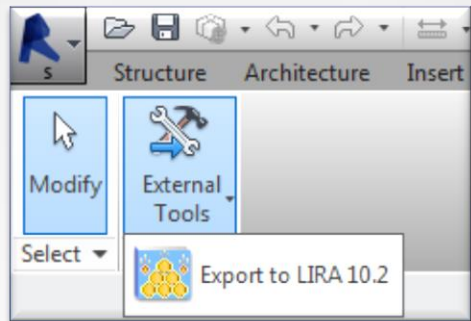 S
Structure Architecture Insert
Modify
External
Tools
Select
Export to LIRA 10.2